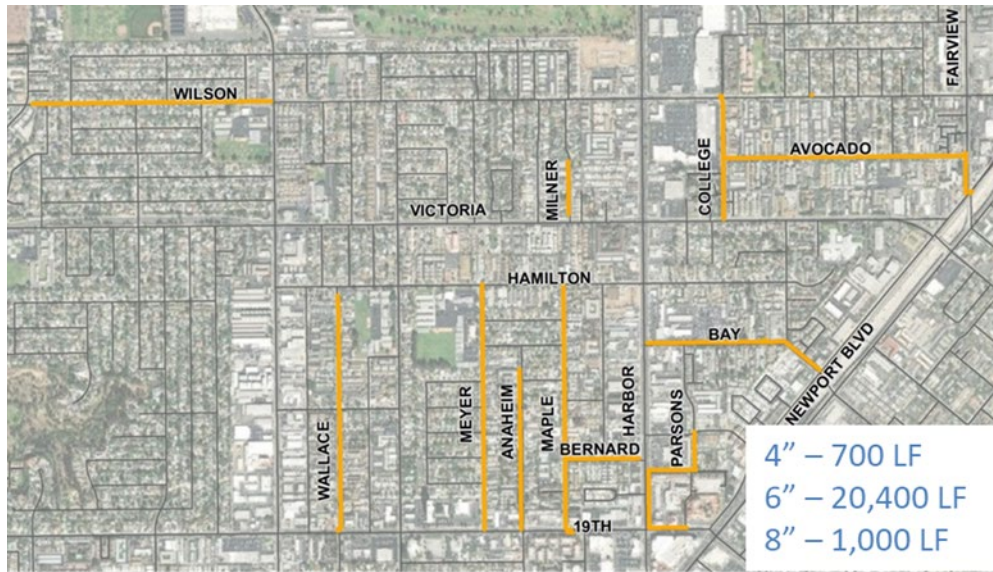 WILSON
FAIRVIEW
AVOCADO
MILNER
COLLEGE
VICTORIA
HAMILTON
BAY
NEWPORT BLVD
WALLACE
MEYER
ANAHEIM
MAPLE
HARBOR
PARSONS
BERNARD
19TH
4” – 700 LF
6” – 20,400 LF
8” – 1,000 LF